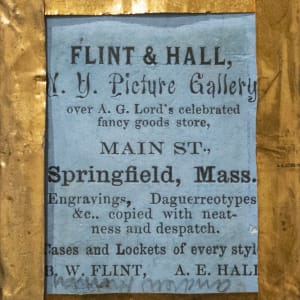 FLINT & HALL,
N. Y. Picture Gallery
over A. G. Lord's celebrated
fancy goods store,
MAIN ST.,
Springfield, Mass.
Engravings, Daguerreotypes
&c., copied with neat-
ness and despatch.
Cases and Lockets of every styl
B. W. FLINT, A. E. HALL